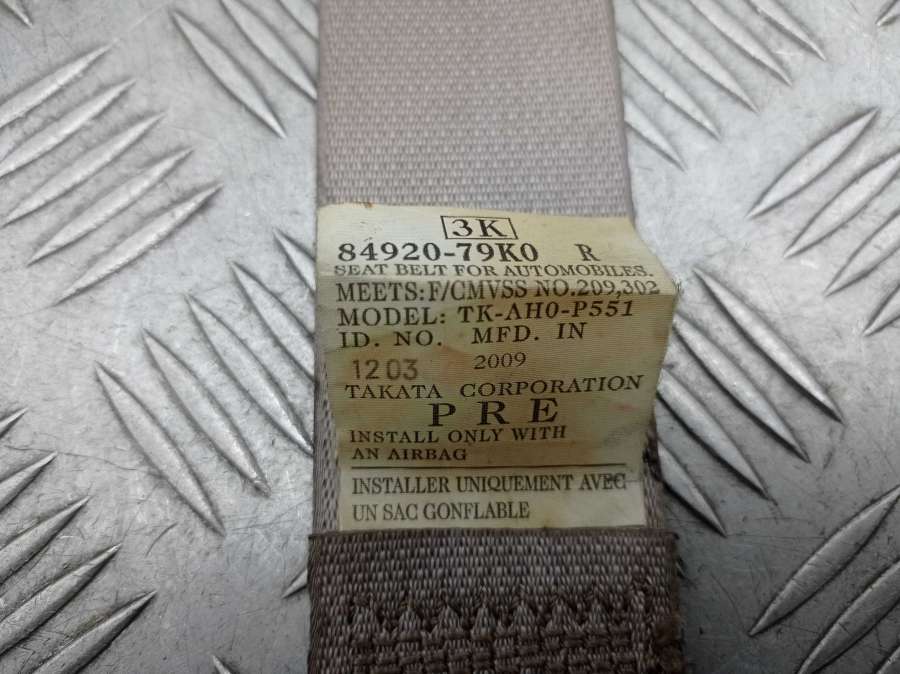 3K
84920-79K0 R
SEAT BELT FOR AUTOMOBILES.
MEETS:F/CMVSS NO.209,302
MODEL: TK-AH0-P551
ID. NO. MFD. IN
1203 2009
TAKATA CORPORATION
PRE
INSTALL ONLY WITH
AN AIRBAG
INSTALLER UNIQUEMENT AVEC
UN SAC GONFLABLE